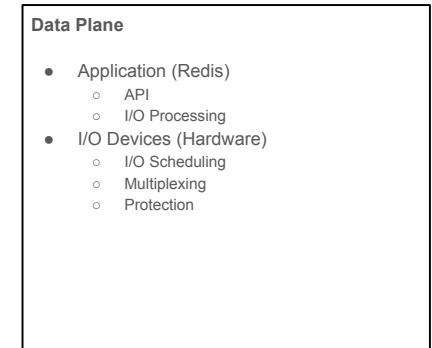 Data Plane
● Application (Redis)
○ API
○ I/O Processing
● I/O Devices (Hardware)
○ I/O Scheduling
○ Multiplexing
○ Protection